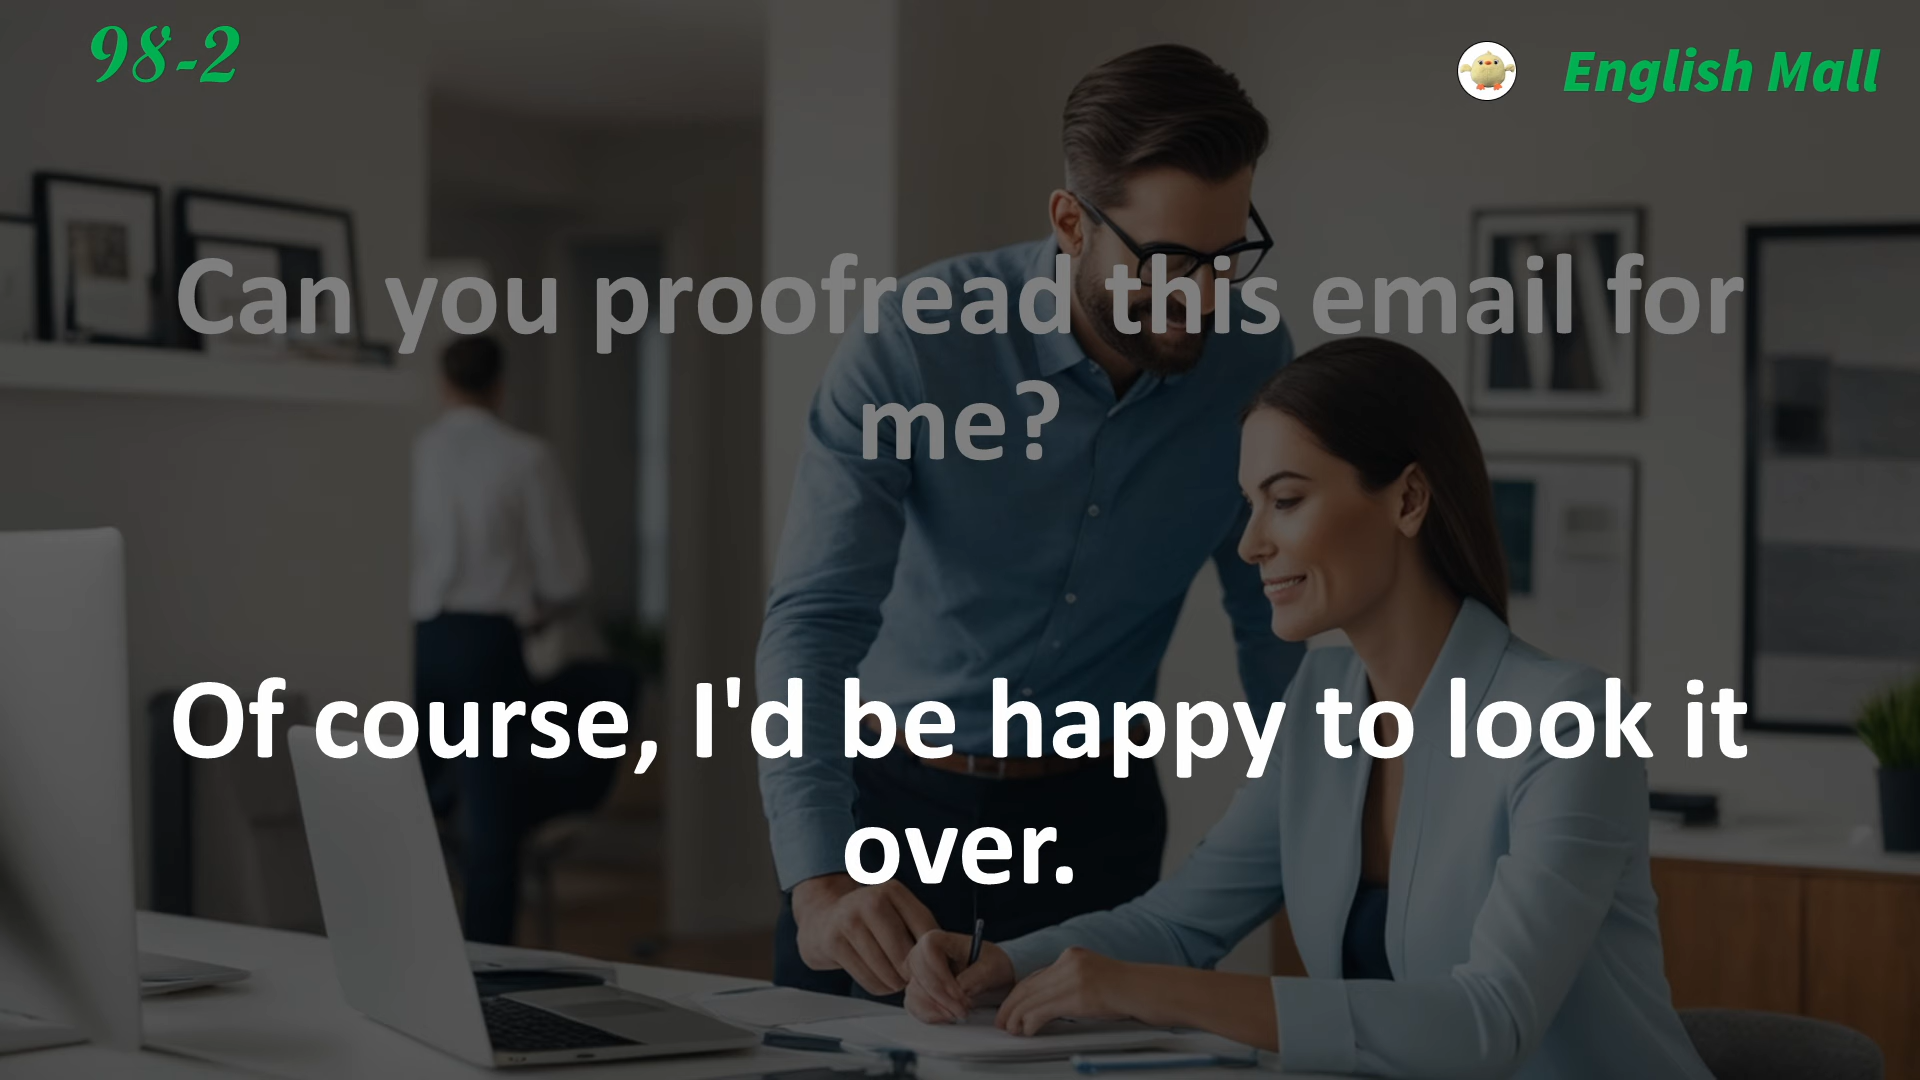 98-2
English Mall
Can you proofread this email for
me?
Of course, I'd be happy to look it
over.